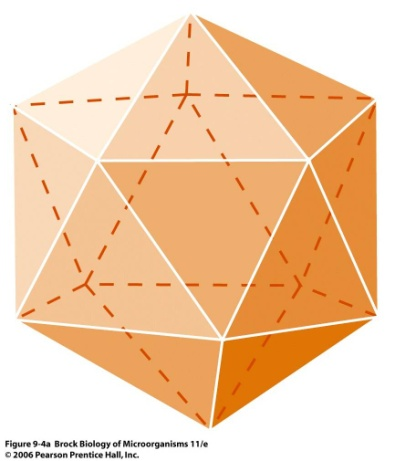 Figure 9-4a Brock Biology of Microorganisms 11/e
© 2006 Pearson Prentice Hall, Inc.